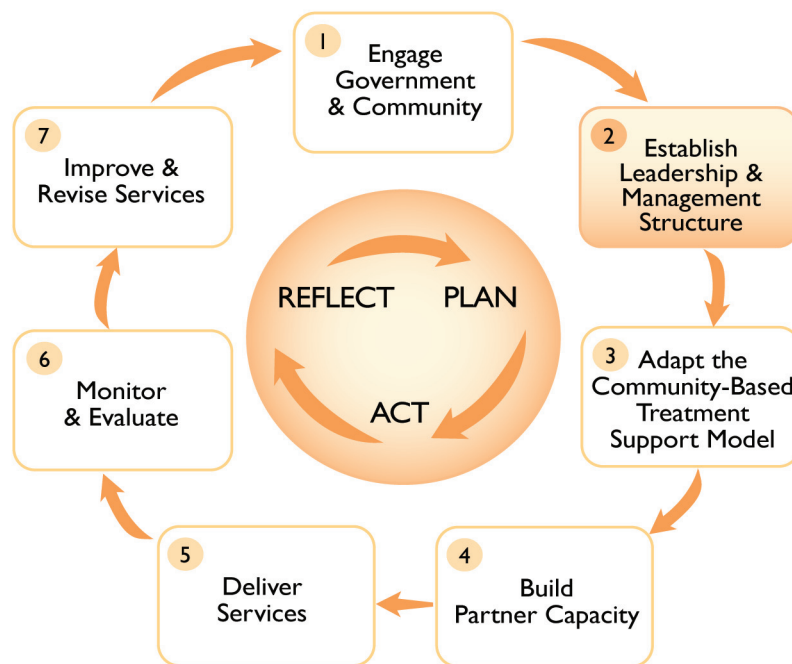 1
Engage
Government
& Community
2
Establish
Leadership &
Management
Structure
3
Adapt the
Community-Based
Treatment
Support Model
4
Build
Partner Capacity
5
Deliver
Services
6
Monitor
& Evaluate
7
Improve &
Revise Services
REFLECT
PLAN
ACT